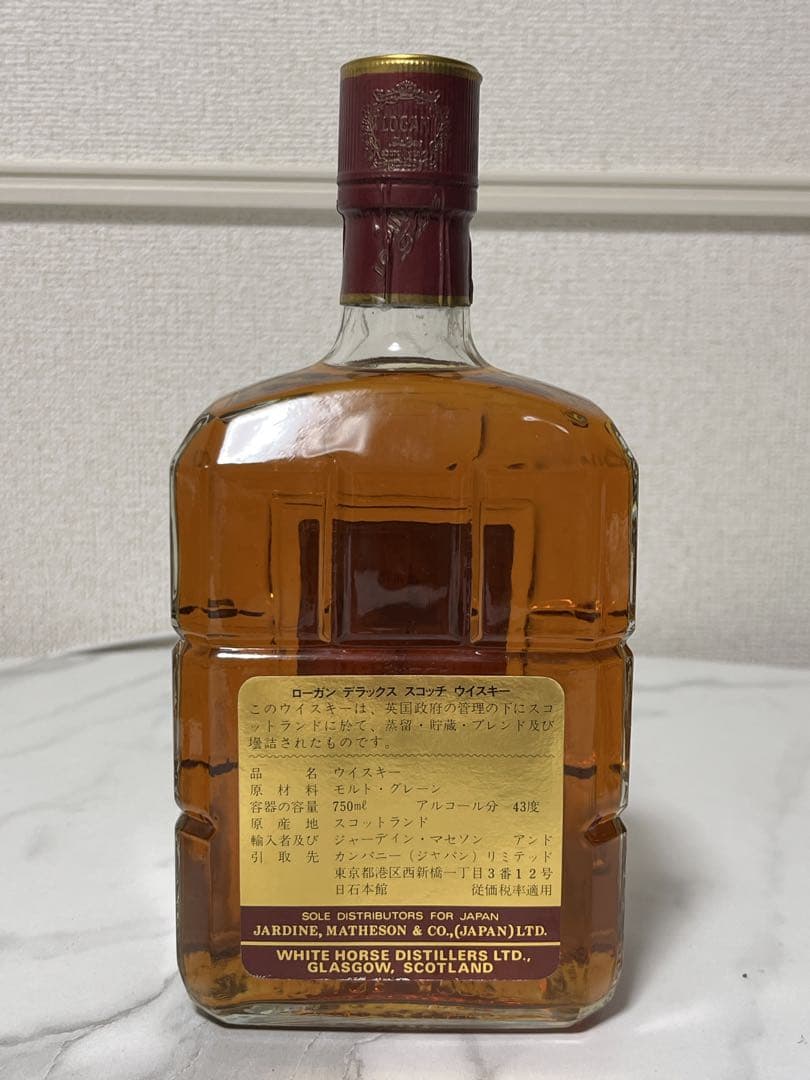 LOGAN
ローガン デラックス スコッチ ウイスキー
このウイスキーは、英国政府の管理の下にスコ
ットランドに於て、蒸留・貯蔵・ブレンド及び
壜詰されたものです。
品 名 ウイスキー
原材料 モルト・グレーン
容器の容量 750mℓ アルコール分 43度
原産地 スコットランド
輸入者及び ジャーデイン・マセソン アンド
引取先 カンパニー(ジャパン)リミテッド
東京都港区西新橋一丁目3番12号
日石本館 従価税率適用
SOLE DISTRIBUTORS FOR JAPAN
JARDINE, MATHESON & CO.,(JAPAN) LTD.
WHITE HORSE DISTILLERS LTD.,
GLASGOW, SCOTLAND